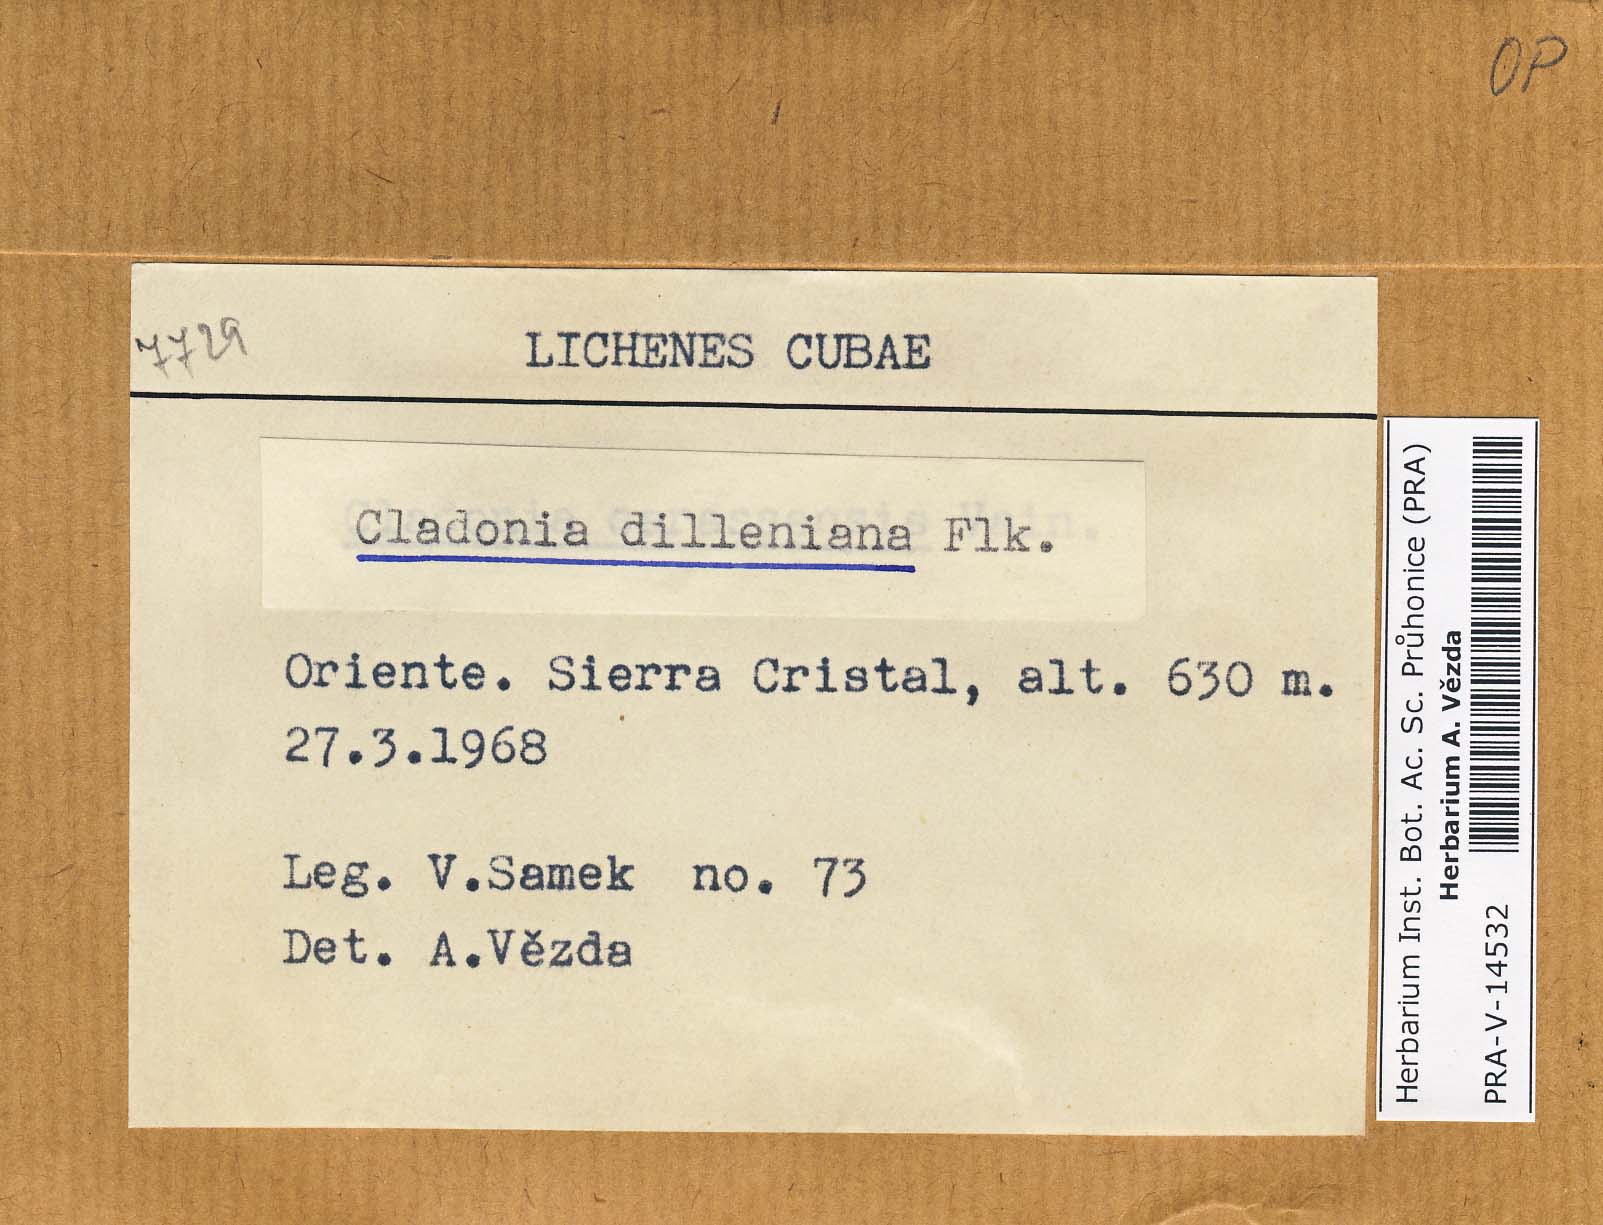 OP
7729
LICHENES CUBAE
Cladonia dilleniana Flk.
Oriente. Sierra Cristal, alt. 630 m.
27.3.1968
Leg. V.Samek no. 73
Det. A.Vězda
Herbarium Inst. Bot. Ac. Sc. Průhonice (PRA)
Herbarium A. Vězda
PRA-V-14532